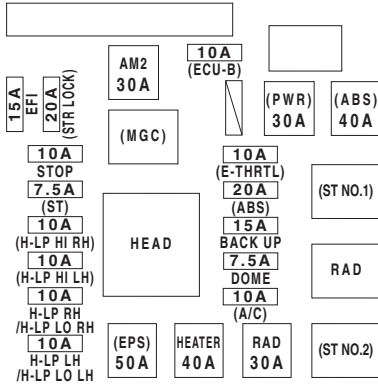 10A
(ECU-B)
AM2
30A
15A
EFI
20A
(STR LOCK)
(PWR)
30A
(ABS)
40A
(MGC)
10A
STOP
7.5A
(ST)
10A
(H-LP HI RH)
10A
(H-LP HI LH)
10A
H-LP RH
/H-LP LO RH
10A
H-LP LH
/H-LP LO LH
HEAD
10A
(E-THRTL)
20A
(ABS)
15A
BACK UP
7.5A
DOME
10A
(A/C)
(ST NO.1)
RAD
(EPS)
50A
HEATER
40A
RAD
30A
(ST NO.2)